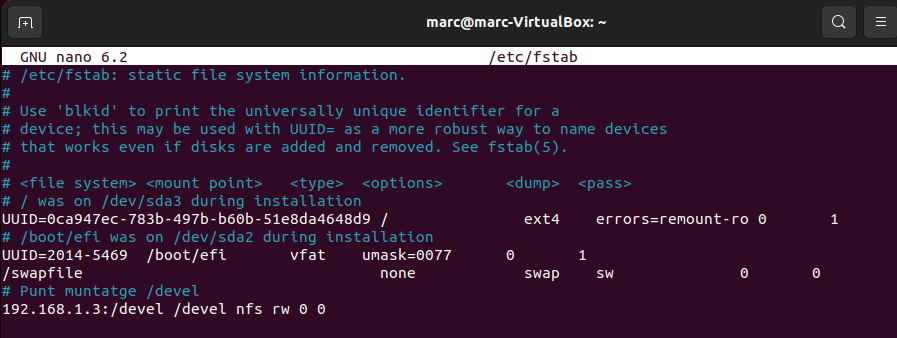 marc@marc-VirtualBox: ~
GNU nano 6.2 /etc/fstab
# /etc/fstab: static file system information.
#
# Use 'blkid' to print the universally unique identifier for a
# device; this may be used with UUID= as a more robust way to name devices
# that works even if disks are added and removed. See fstab(5).
#
# <file system> <mount point>   <type>  <options>       <dump>  <pass>
# / was on /dev/sda3 during installation
UUID=0ca947ec-783b-497b-b60b-51e8da4648d9 /               ext4    errors=remount-ro 0       1
# /boot/efi was on /dev/sda2 during installation
UUID=2014-5469  /boot/efi       vfat    umask=0077      0       1
/swapfile                                 none            swap    sw              0       0
# Punt muntatge /devel
192.168.1.3:/devel /devel nfs rw 0 0